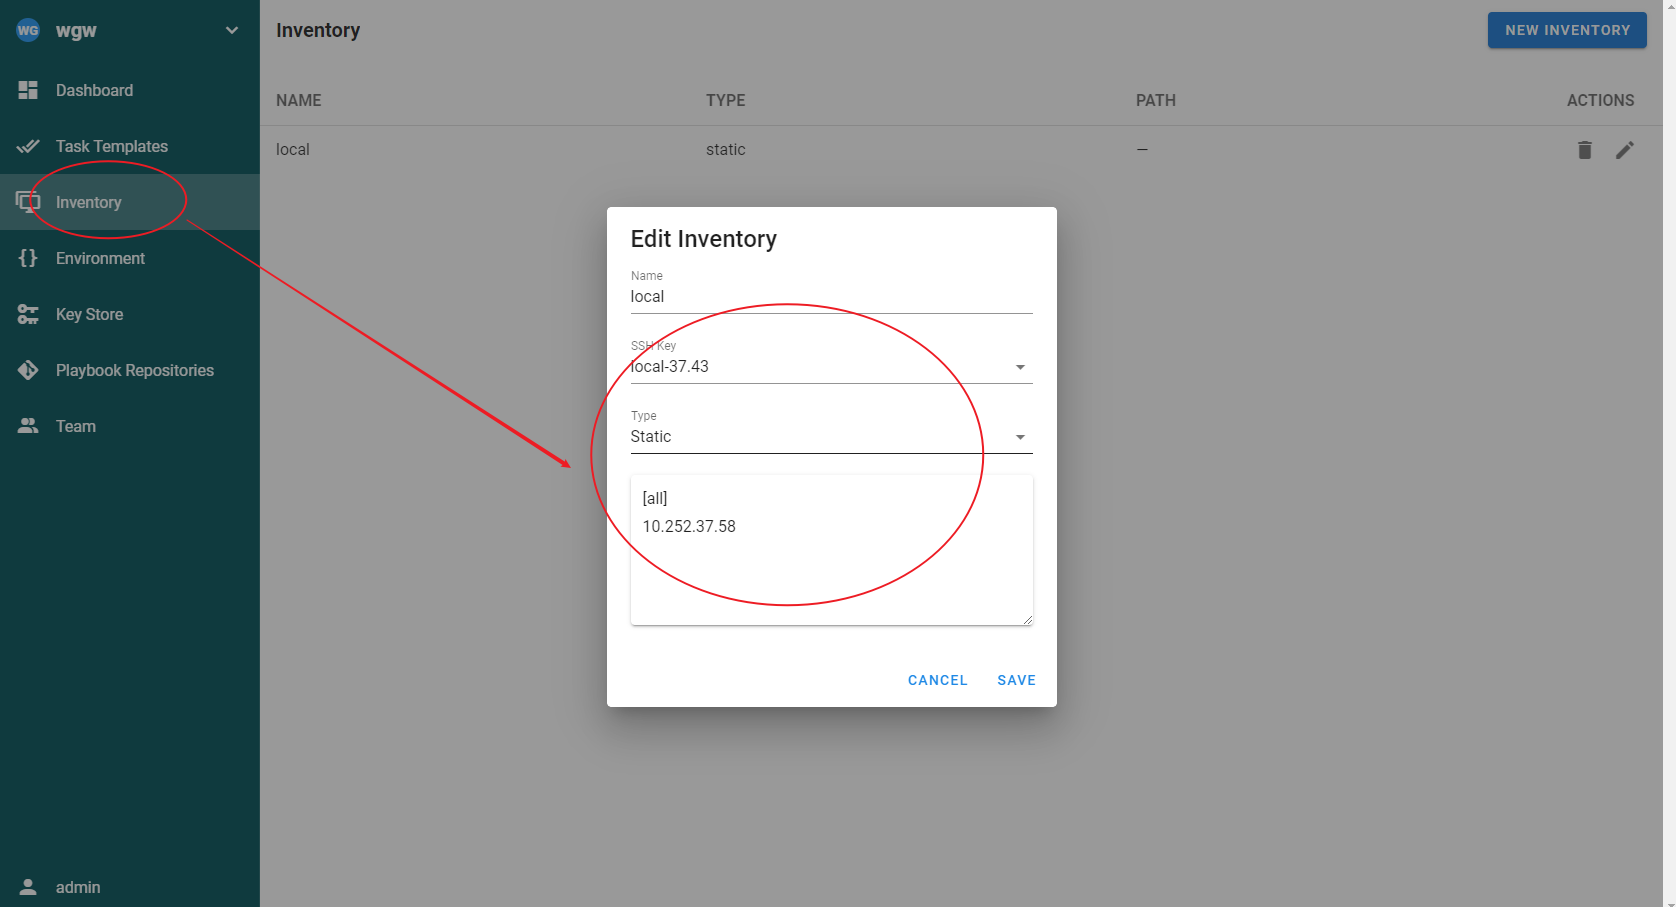 WG
wgw
Dashboard
Task Templates
Inventory
Environment
Key Store
Playbook Repositories
Team
admin
Inventory
NEW INVENTORY
NAME TYPE PATH ACTIONS
local static —
Edit Inventory
Name
local
SSH Key
local-37.43
Type
Static
[all]
10.252.37.58
CANCEL SAVE